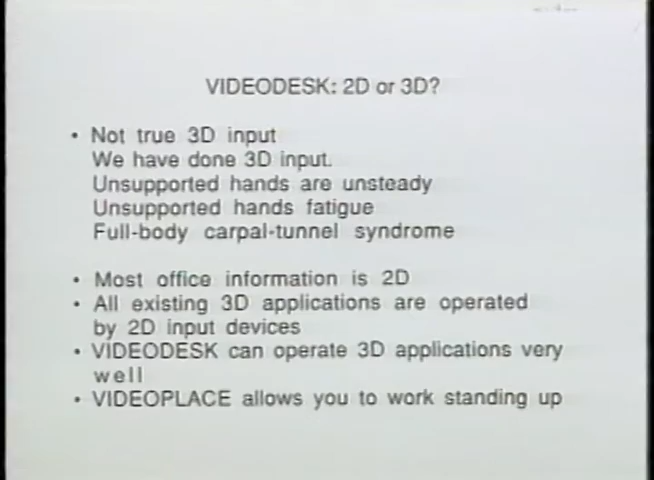 VIDEODESK: 2D or 3D?
• Not true 3D input
We have done 3D input.
Unsupported hands are unsteady
Unsupported hands fatigue
Full-body carpal-tunnel syndrome
• Most office information is 2D
• All existing 3D applications are operated
by 2D input devices
• VIDEODESK can operate 3D applications very
well
• VIDEOPLACE allows you to work standing up